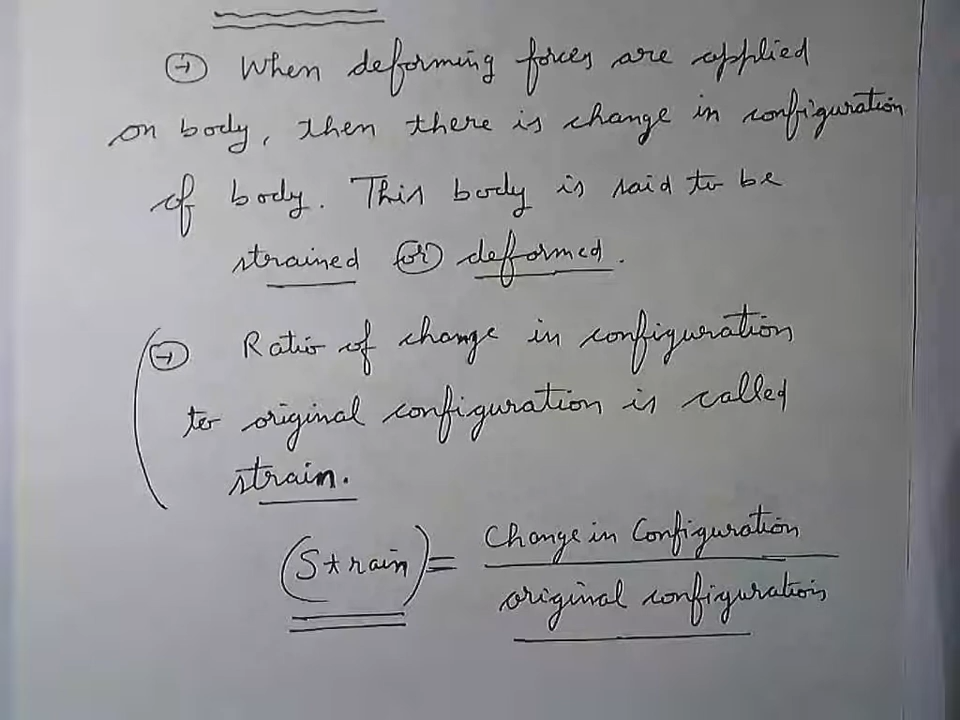 → When deforming forces are applied
on body, then there is change in configuration
of body. This body is said to be
strained (or) deformed.
→ Ratio of change in configuration
to original configuration is called
strain.
(Strain) = Change in Configuration
original configuration